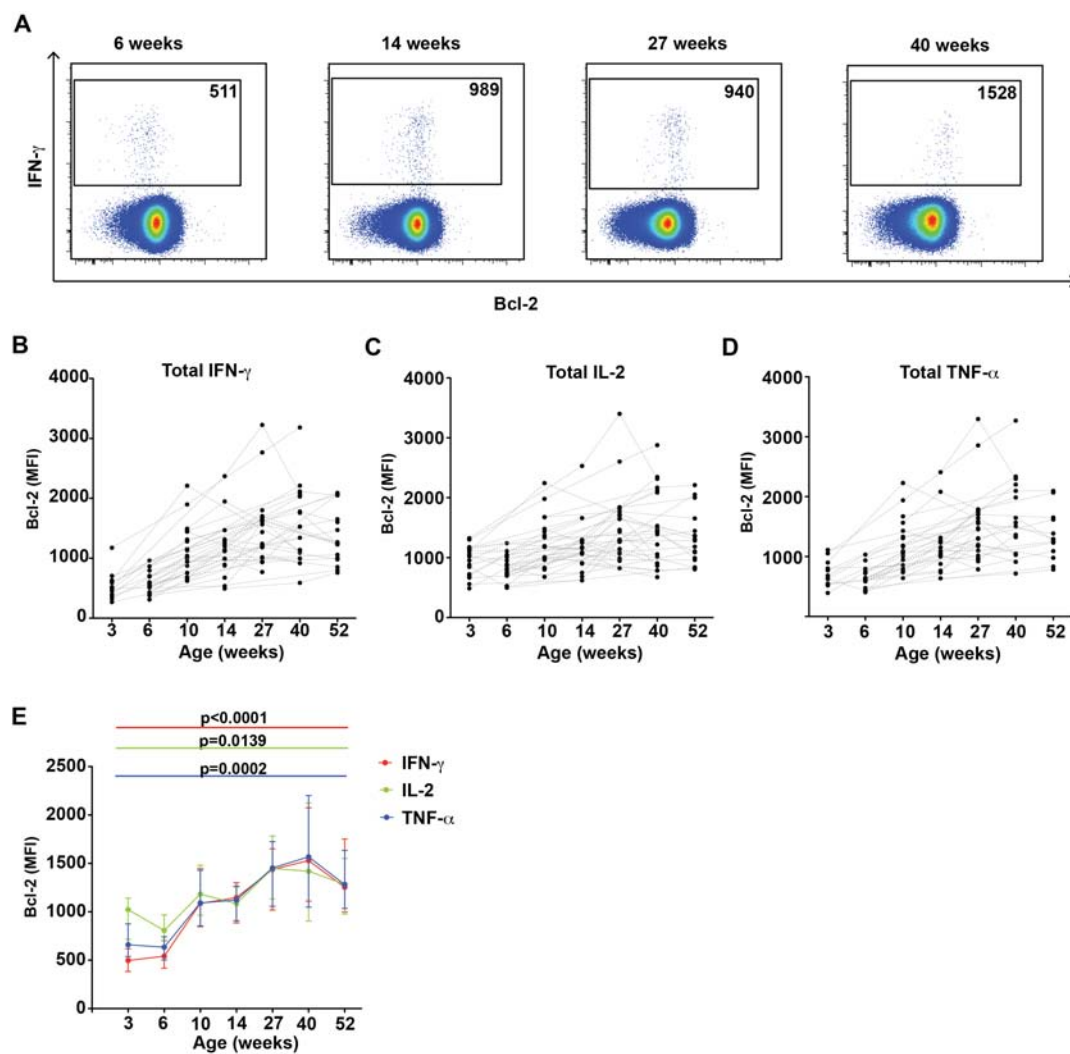 A
6 weeks 14 weeks 27 weeks 40 weeks
511 989 940 1528
IFN-γ
Bcl-2
B C D
Total IFN-γ Total IL-2 Total TNF-α
4000 4000 4000
3000 3000 3000
2000 2000 2000
1000 1000 1000
0 0 0
Bcl-2 (MFI) Bcl-2 (MFI) Bcl-2 (MFI)
3 6 10 14 27 40 52 3 6 10 14 27 40 52 3 6 10 14 27 40 52
Age (weeks) Age (weeks) Age (weeks)
E
p<0.0001
p=0.0139
p=0.0002
IFN-γ
IL-2
TNF-α
2500
2000
1500
1000
500
0
Bcl-2 (MFI)
3 6 10 14 27 40 52
Age (weeks)